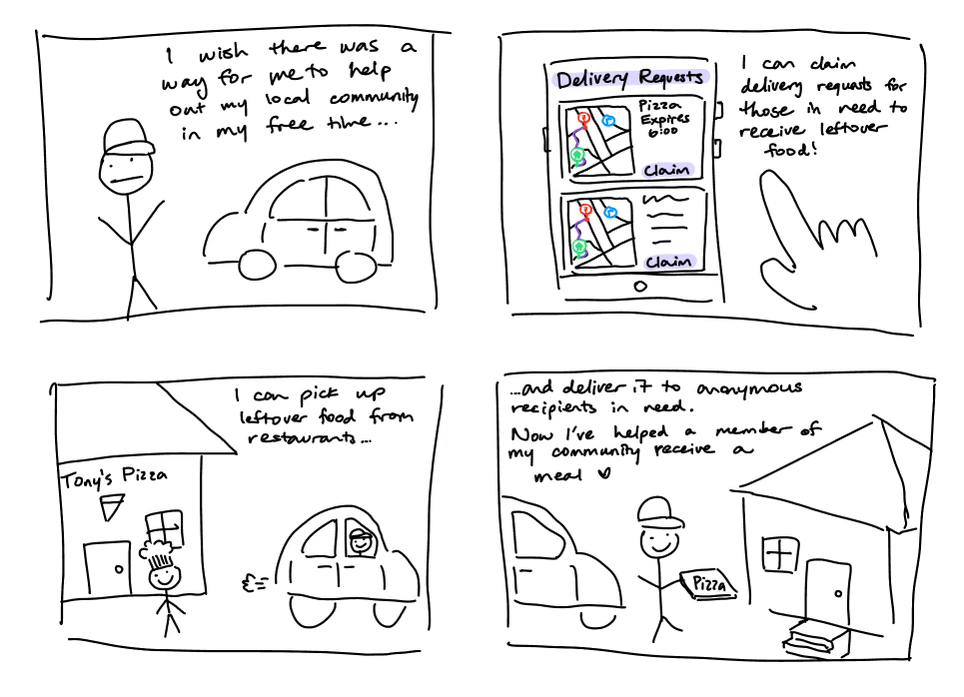 I wish there was a
way for me to help
out my local community
in my free time...
Delivery Requests
Pizza
Expires
6:00
Claim
Claim
I can claim
delivery requests for
those in need to
receive leftover
food!
I can pick up
leftover food from
restaurants...
Tony's Pizza
...and deliver it to anonymous
recipients in need.
Now I've helped a member of
my community receive a
meal
Pizza